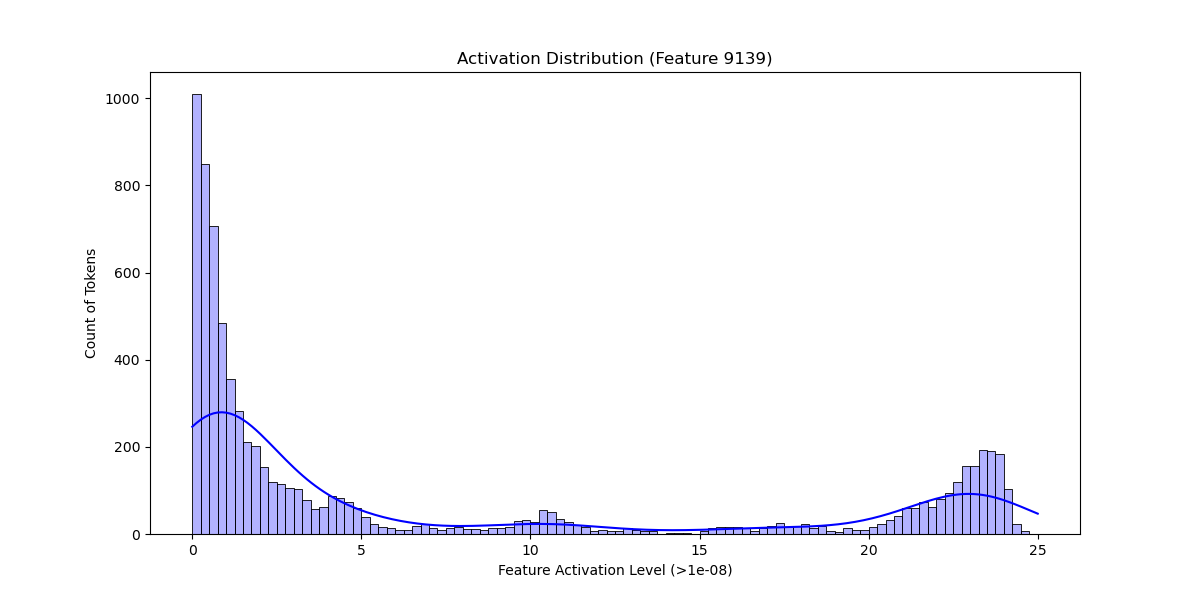 Activation Distribution (Feature 9139)
1000
800
600
400
200
0
Count of Tokens
0 5 10 15 20 25
Feature Activation Level (>1e-08)